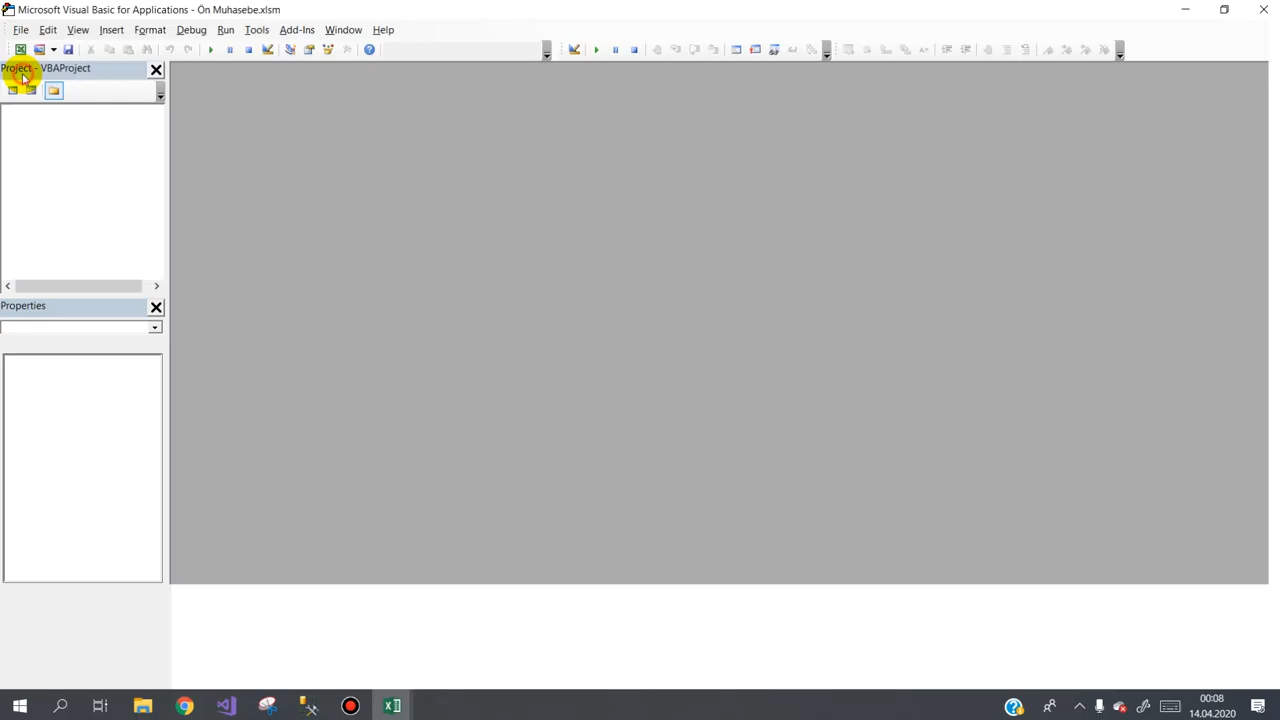 Microsoft Visual Basic for Applications - Ön Muhasebe.xlsm
File Edit View Insert Format Debug Run Tools Add-Ins Window Help
Project - VBAProject
Properties
00:08
14.04.2020